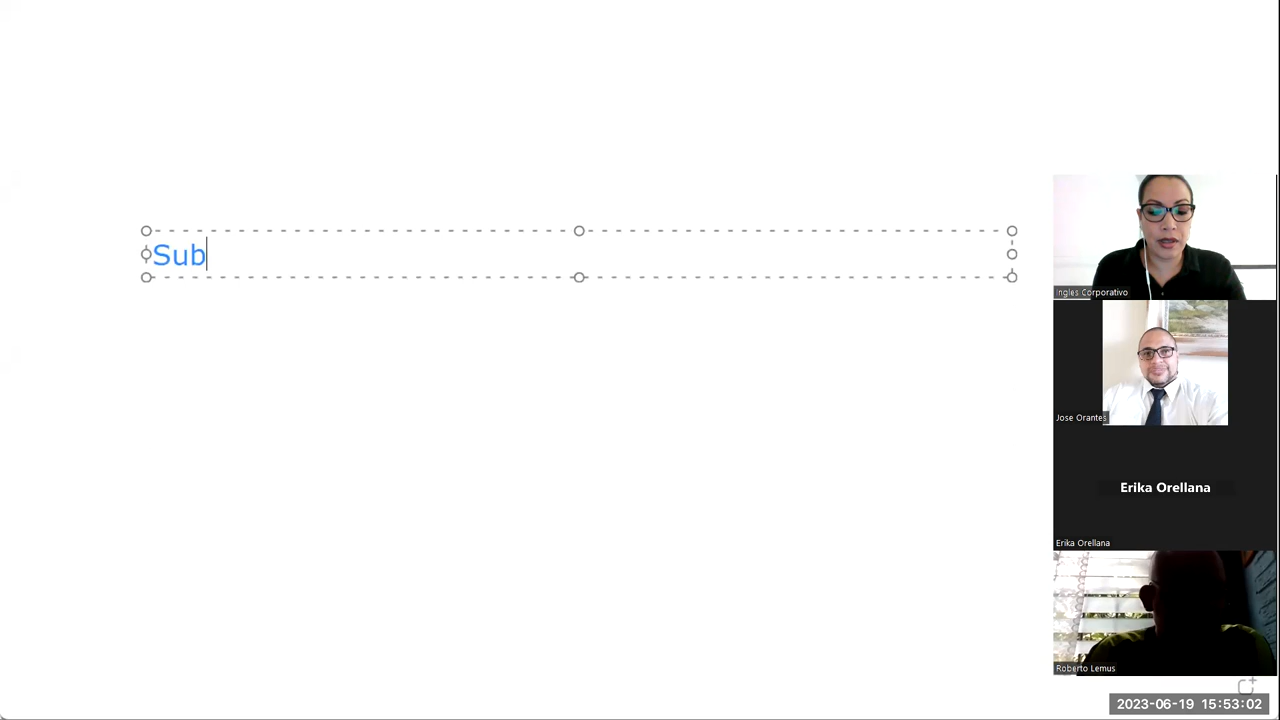 Sub
Ingles Corporativo
Jose Orantes
Erika Orellana
Erika Orellana
Roberto Lemus
2023-06-19 15:53:02